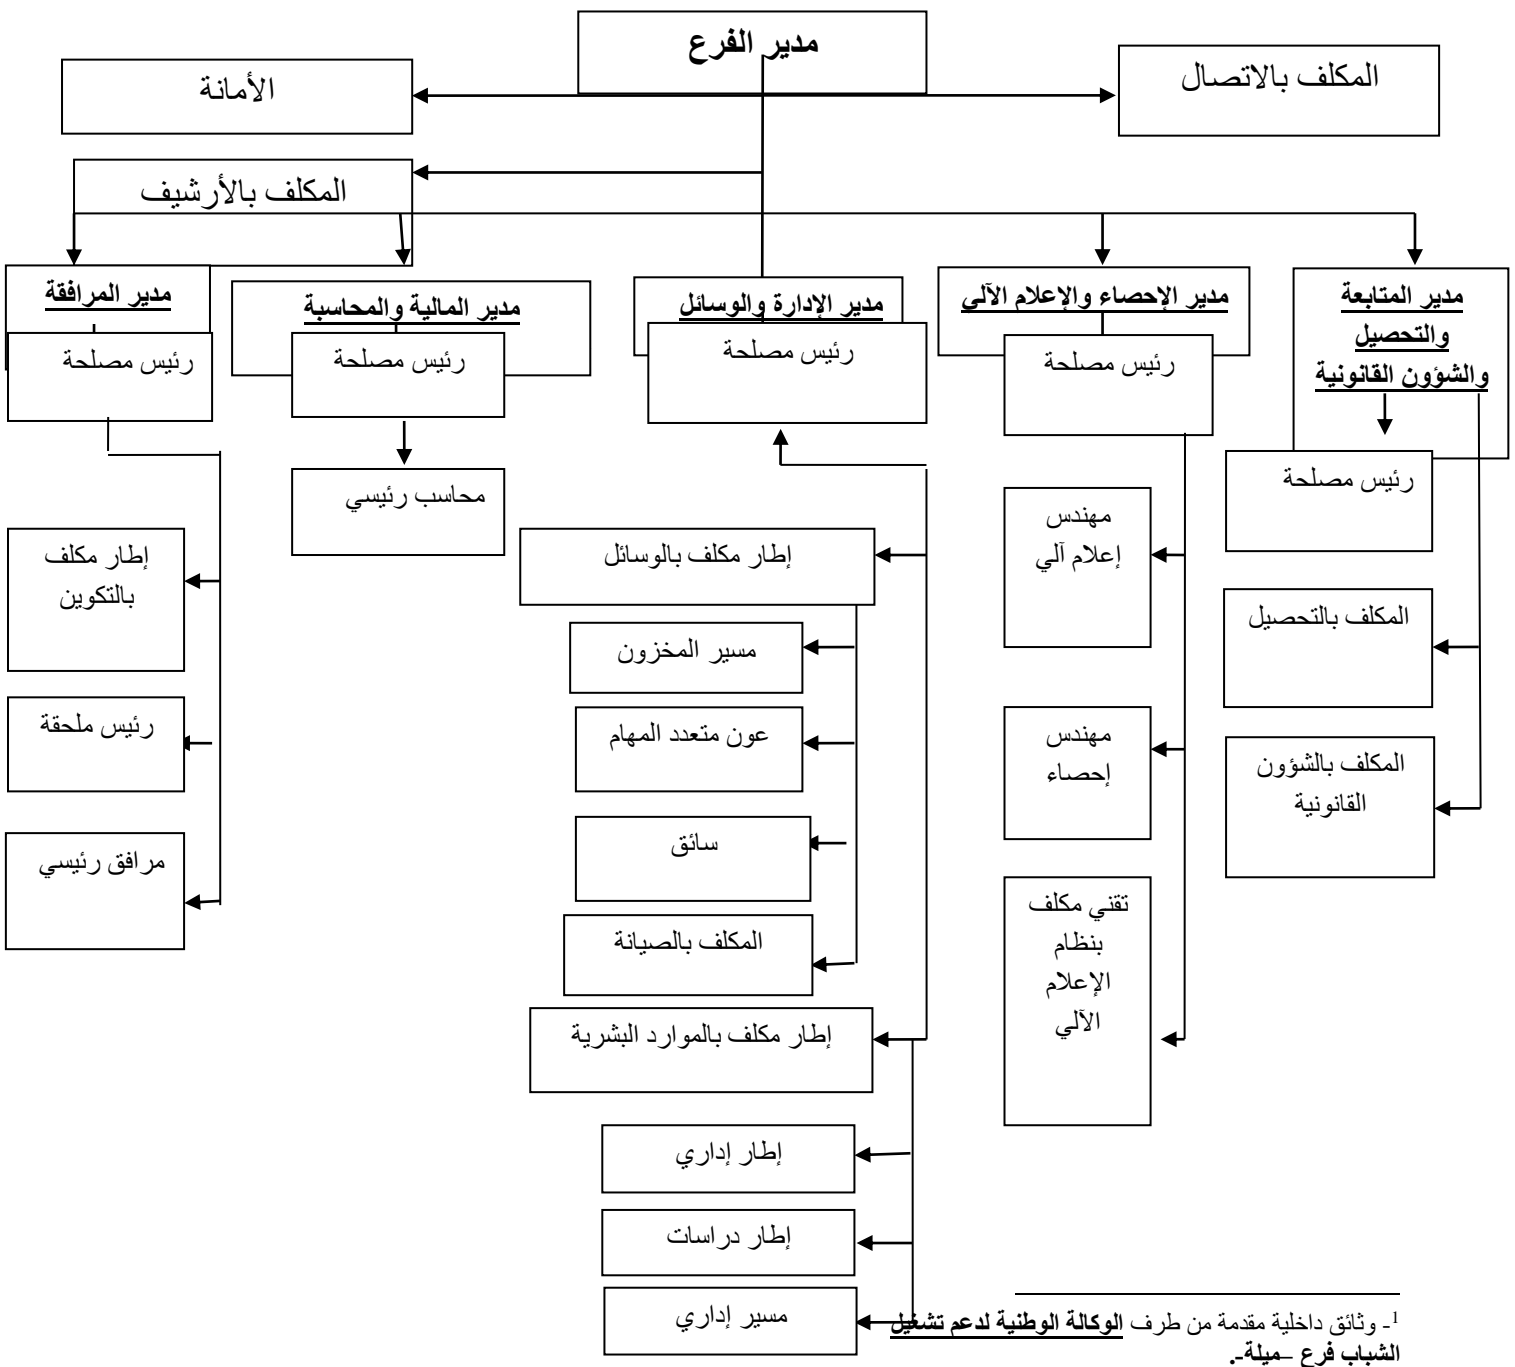 مدير الفرع
المكلف بالاتصال
الأمانة
المكلف بالأرشيف
مدير المتابعة
والتحصيل
والشؤون القانونية
مدير الإحصاء والإعلام الآلي
مدير الإدارة والوسائل
مدير المالية والمحاسبة
مدير المرافقة
رئيس مصلحة
رئيس مصلحة
رئيس مصلحة
رئيس مصلحة
رئيس مصلحة
المكلف بالتحصيل
المكلف بالشؤون
القانونية
مهندس
إعلام آلي
مهندس
إحصاء
تقني مكلف
بنظام
الإعلام
الآلي
إطار مكلف بالوسائل
مسير المخزون
عون متعدد المهام
سائق
المكلف بالصيانة
إطار مكلف بالموارد البشرية
إطار إداري
إطار دراسات
مسير إداري
محاسب رئيسي
إطار مكلف
بالتكوين
رئيس ملحقة
مرافق رئيسي
1- وثائق داخلية مقدمة من طرف الوكالة الوطنية لدعم تشغيل
الشباب فرع –ميلة-.